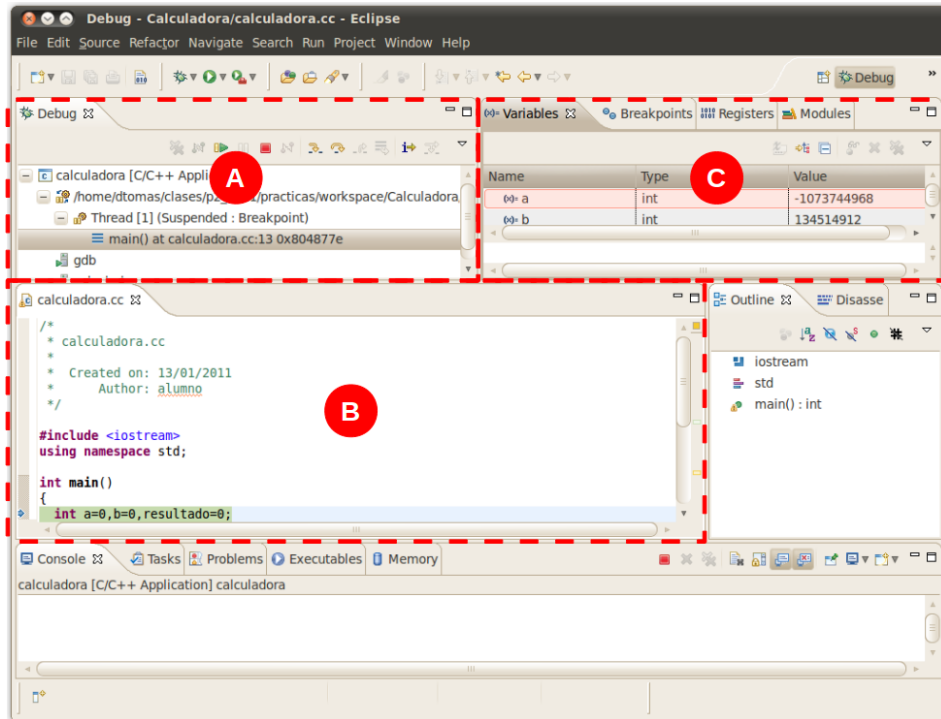 Debug - Calculadora/calculadora.cc - Eclipse
File Edit Source Refactor Navigate Search Run Project Window Help
Debug »
Debug
Variables Breakpoints Registers Modules
A
C
calculadora [C/C++ Appli
/home/dtomas/clases/p2 /practicas/workspace/Calculadora
Thread [1] (Suspended : Breakpoint)
main() at calculadora.cc:13 0x804877e
gdb
Name Type Value
a int -1073744968
b int 134514912
calculadora.cc
/*
* calculadora.cc
*
* Created on: 13/01/2011
* Author: alumno
*/
#include <iostream>
using namespace std;
int main()
{
int a=0,b=0,resultado=0;
B
Outline Disasse
iostream
std
main() : int
Console Tasks Problems Executables Memory
calculadora [C/C++ Application] calculadora